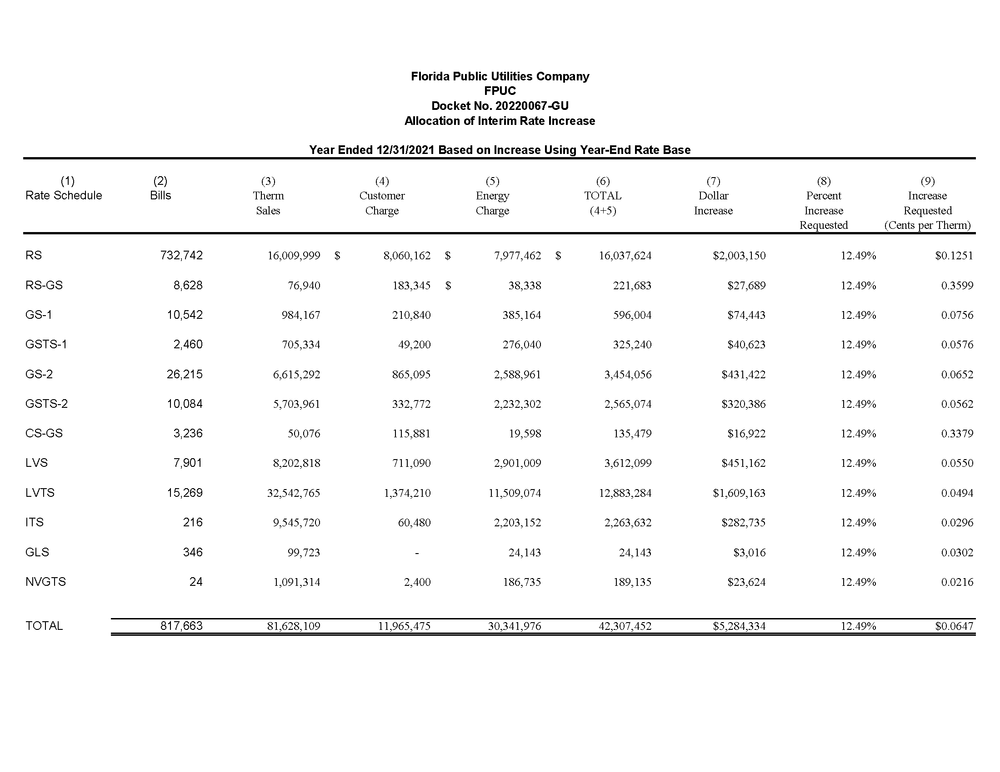 Florida Public Utilities Company
FPUC
Docket No. 20220067-GU
Allocation of Interim Rate Increase
Year Ended 12/31/2021 Based on Increase Using Year-End Rate Base
(1) (2) (3) (4) (5) (6) (7) (8) (9)
Rate Schedule Bills Therm Customer Energy TOTAL Dollar Percent Increase
Sales Charge Charge (4+5) Increase Increase Requested
Requested (Cents per Therm)
RS 732,742 16,009,999 $ 8,060,162 $ 7,977,462 $ 16,037,624 $2,003,150 12.49% $0.1251
RS-GS 8,628 76,940 183,345 $ 38,338 221,683 $27,689 12.49% 0.3599
GS-1 10,542 984,167 210,840 385,164 596,004 $74,443 12.49% 0.0756
GSTS-1 2,460 705,334 49,200 276,040 325,240 $40,623 12.49% 0.0576
GS-2 26,215 6,615,292 865,095 2,588,961 3,454,056 $431,422 12.49% 0.0652
GSTS-2 10,084 5,703,961 332,772 2,232,302 2,565,074 $320,386 12.49% 0.0562
CS-GS 3,236 50,076 115,881 19,598 135,479 $16,922 12.49% 0.3379
LVS 7,901 8,202,818 711,090 2,901,009 3,612,099 $451,162 12.49% 0.0550
LVTS 15,269 32,542,765 1,374,210 11,509,074 12,883,284 $1,609,163 12.49% 0.0494
ITS 216 9,545,720 60,480 2,203,152 2,263,632 $282,735 12.49% 0.0296
GLS 346 99,723 - 24,143 24,143 $3,016 12.49% 0.0302
NVGTS 24 1,091,314 2,400 186,735 189,135 $23,624 12.49% 0.0216
TOTAL 817,663 81,628,109 11,965,475 30,341,976 42,307,452 $5,284,334 12.49% $0.0647